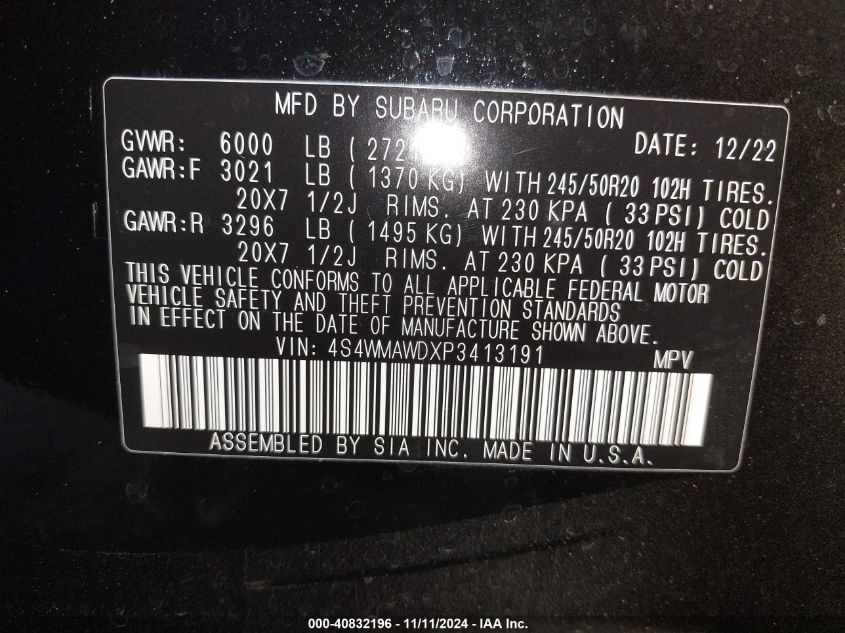 MFD BY SUBARU CORPORATION
GVWR: 6000 LB ( 272 DATE: 12/22
GAWR:F 3021 LB ( 1370 KG) WITH 245/50R20 102H TIRES.
20X7 1/2J RIMS. AT 230 KPA ( 33 PSI) COLD
GAWR:R 3296 LB ( 1495 KG) WITH 245/50R20 102H TIRES.
20X7 1/2J RIMS. AT 230 KPA ( 33 PSI) COLD
THIS VEHICLE CONFORMS TO ALL APPLICABLE FEDERAL MOTOR
VEHICLE SAFETY AND THEFT PREVENTION STANDARDS
IN EFFECT ON THE DATE OF MANUFACTURE SHOWN ABOVE.
VIN: 4S4WMAWDXP3413191 MPV
ASSEMBLED BY SIA INC. MADE IN U.S.A.
000-40832196 - 11/11/2024 - IAA Inc.